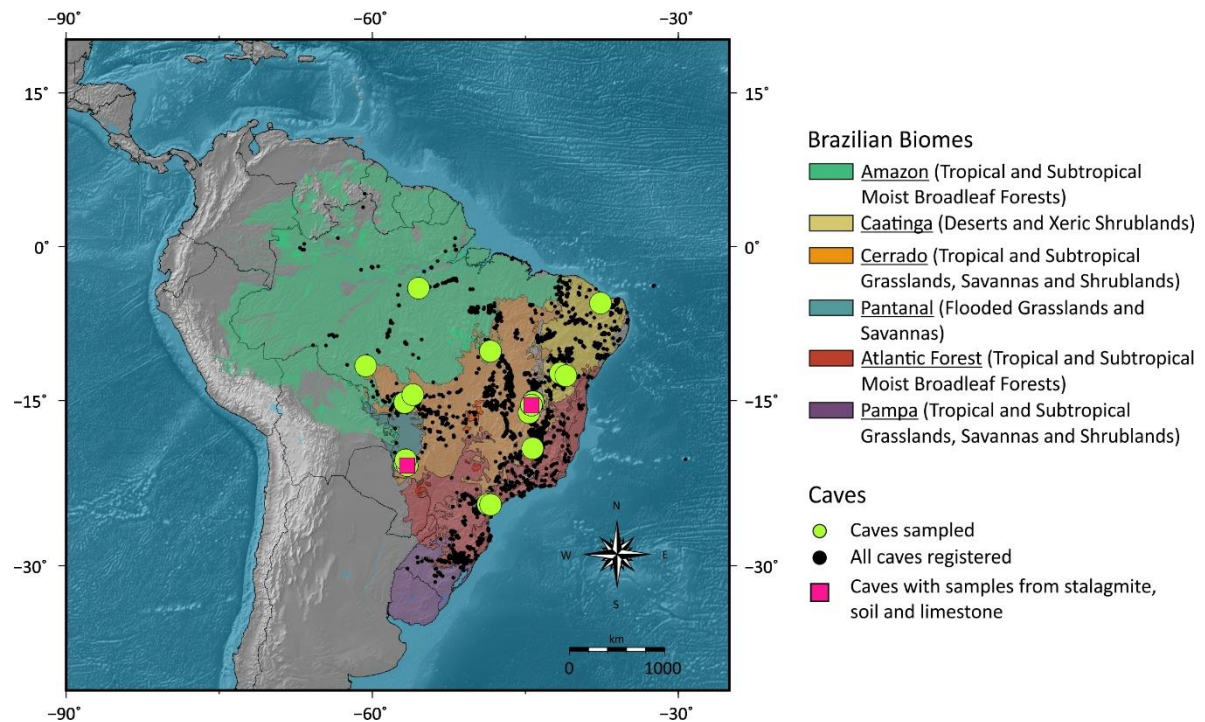 −90˚
−60˚
−30˚
15˚
15˚
0˚
0˚
−15˚
−15˚
−30˚
−30˚
N
W
E
S
km
0
1000
−90˚
−60˚
−30˚
Brazilian Biomes
Amazon (Tropical and Subtropical
Moist Broadleaf Forests)
Caatinga (Deserts and Xeric Shrublands)
Cerrado (Tropical and Subtropical
Grasslands, Savannas and Shrublands)
Pantanal (Flooded Grasslands and
Savannas)
Atlantic Forest (Tropical and Subtropical
Moist Broadleaf Forests)
Pampa (Tropical and Subtropical
Grasslands, Savannas and Shrublands)
Caves
Caves sampled
All caves registered
Caves with samples from stalagmite,
soil and limestone